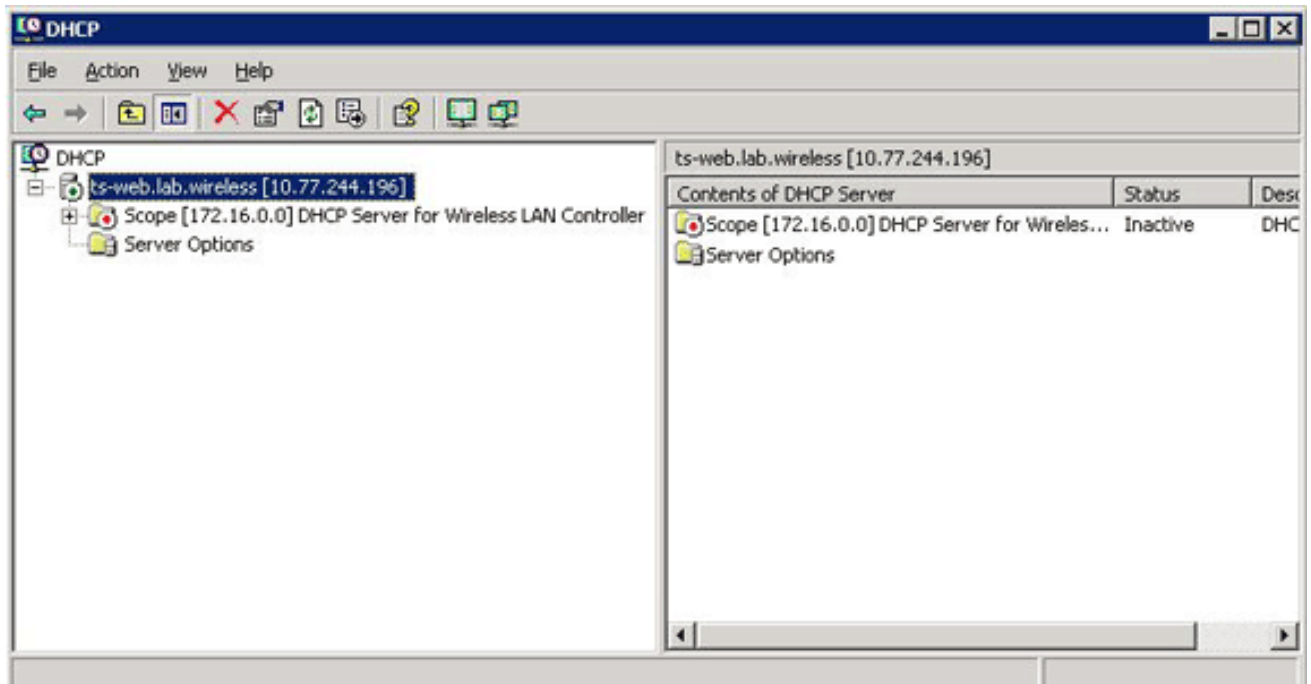 DHCP
File Action View Help
DHCP
ts-web.lab.wireless [10.77.244.196]
Scope [172.16.0.0] DHCP Server for Wireless LAN Controller
Server Options
ts-web.lab.wireless [10.77.244.196]
Contents of DHCP Server Status Desc
Scope [172.16.0.0] DHCP Server for Wireles... Inactive DHC
Server Options